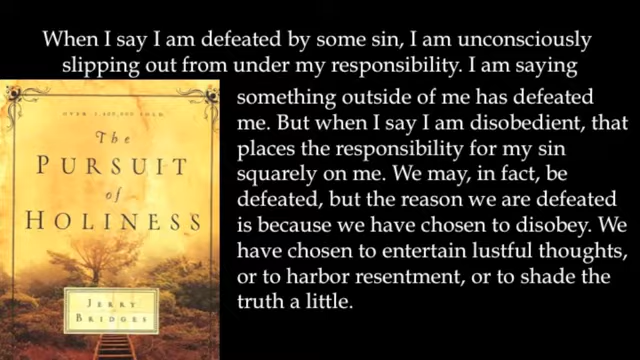 When I say I am defeated by some sin, I am unconsciously
slipping out from under my responsibility. I am saying
something outside of me has defeated
me. But when I say I am disobedient, that
places the responsibility for my sin
squarely on me. We may, in fact, be
defeated, but the reason we are defeated
is because we have chosen to disobey. We
have chosen to entertain lustful thoughts,
or to harbor resentment, or to shade the
truth a little.
The
PURSUIT
of
HOLINESS
JERRY
BRIDGES